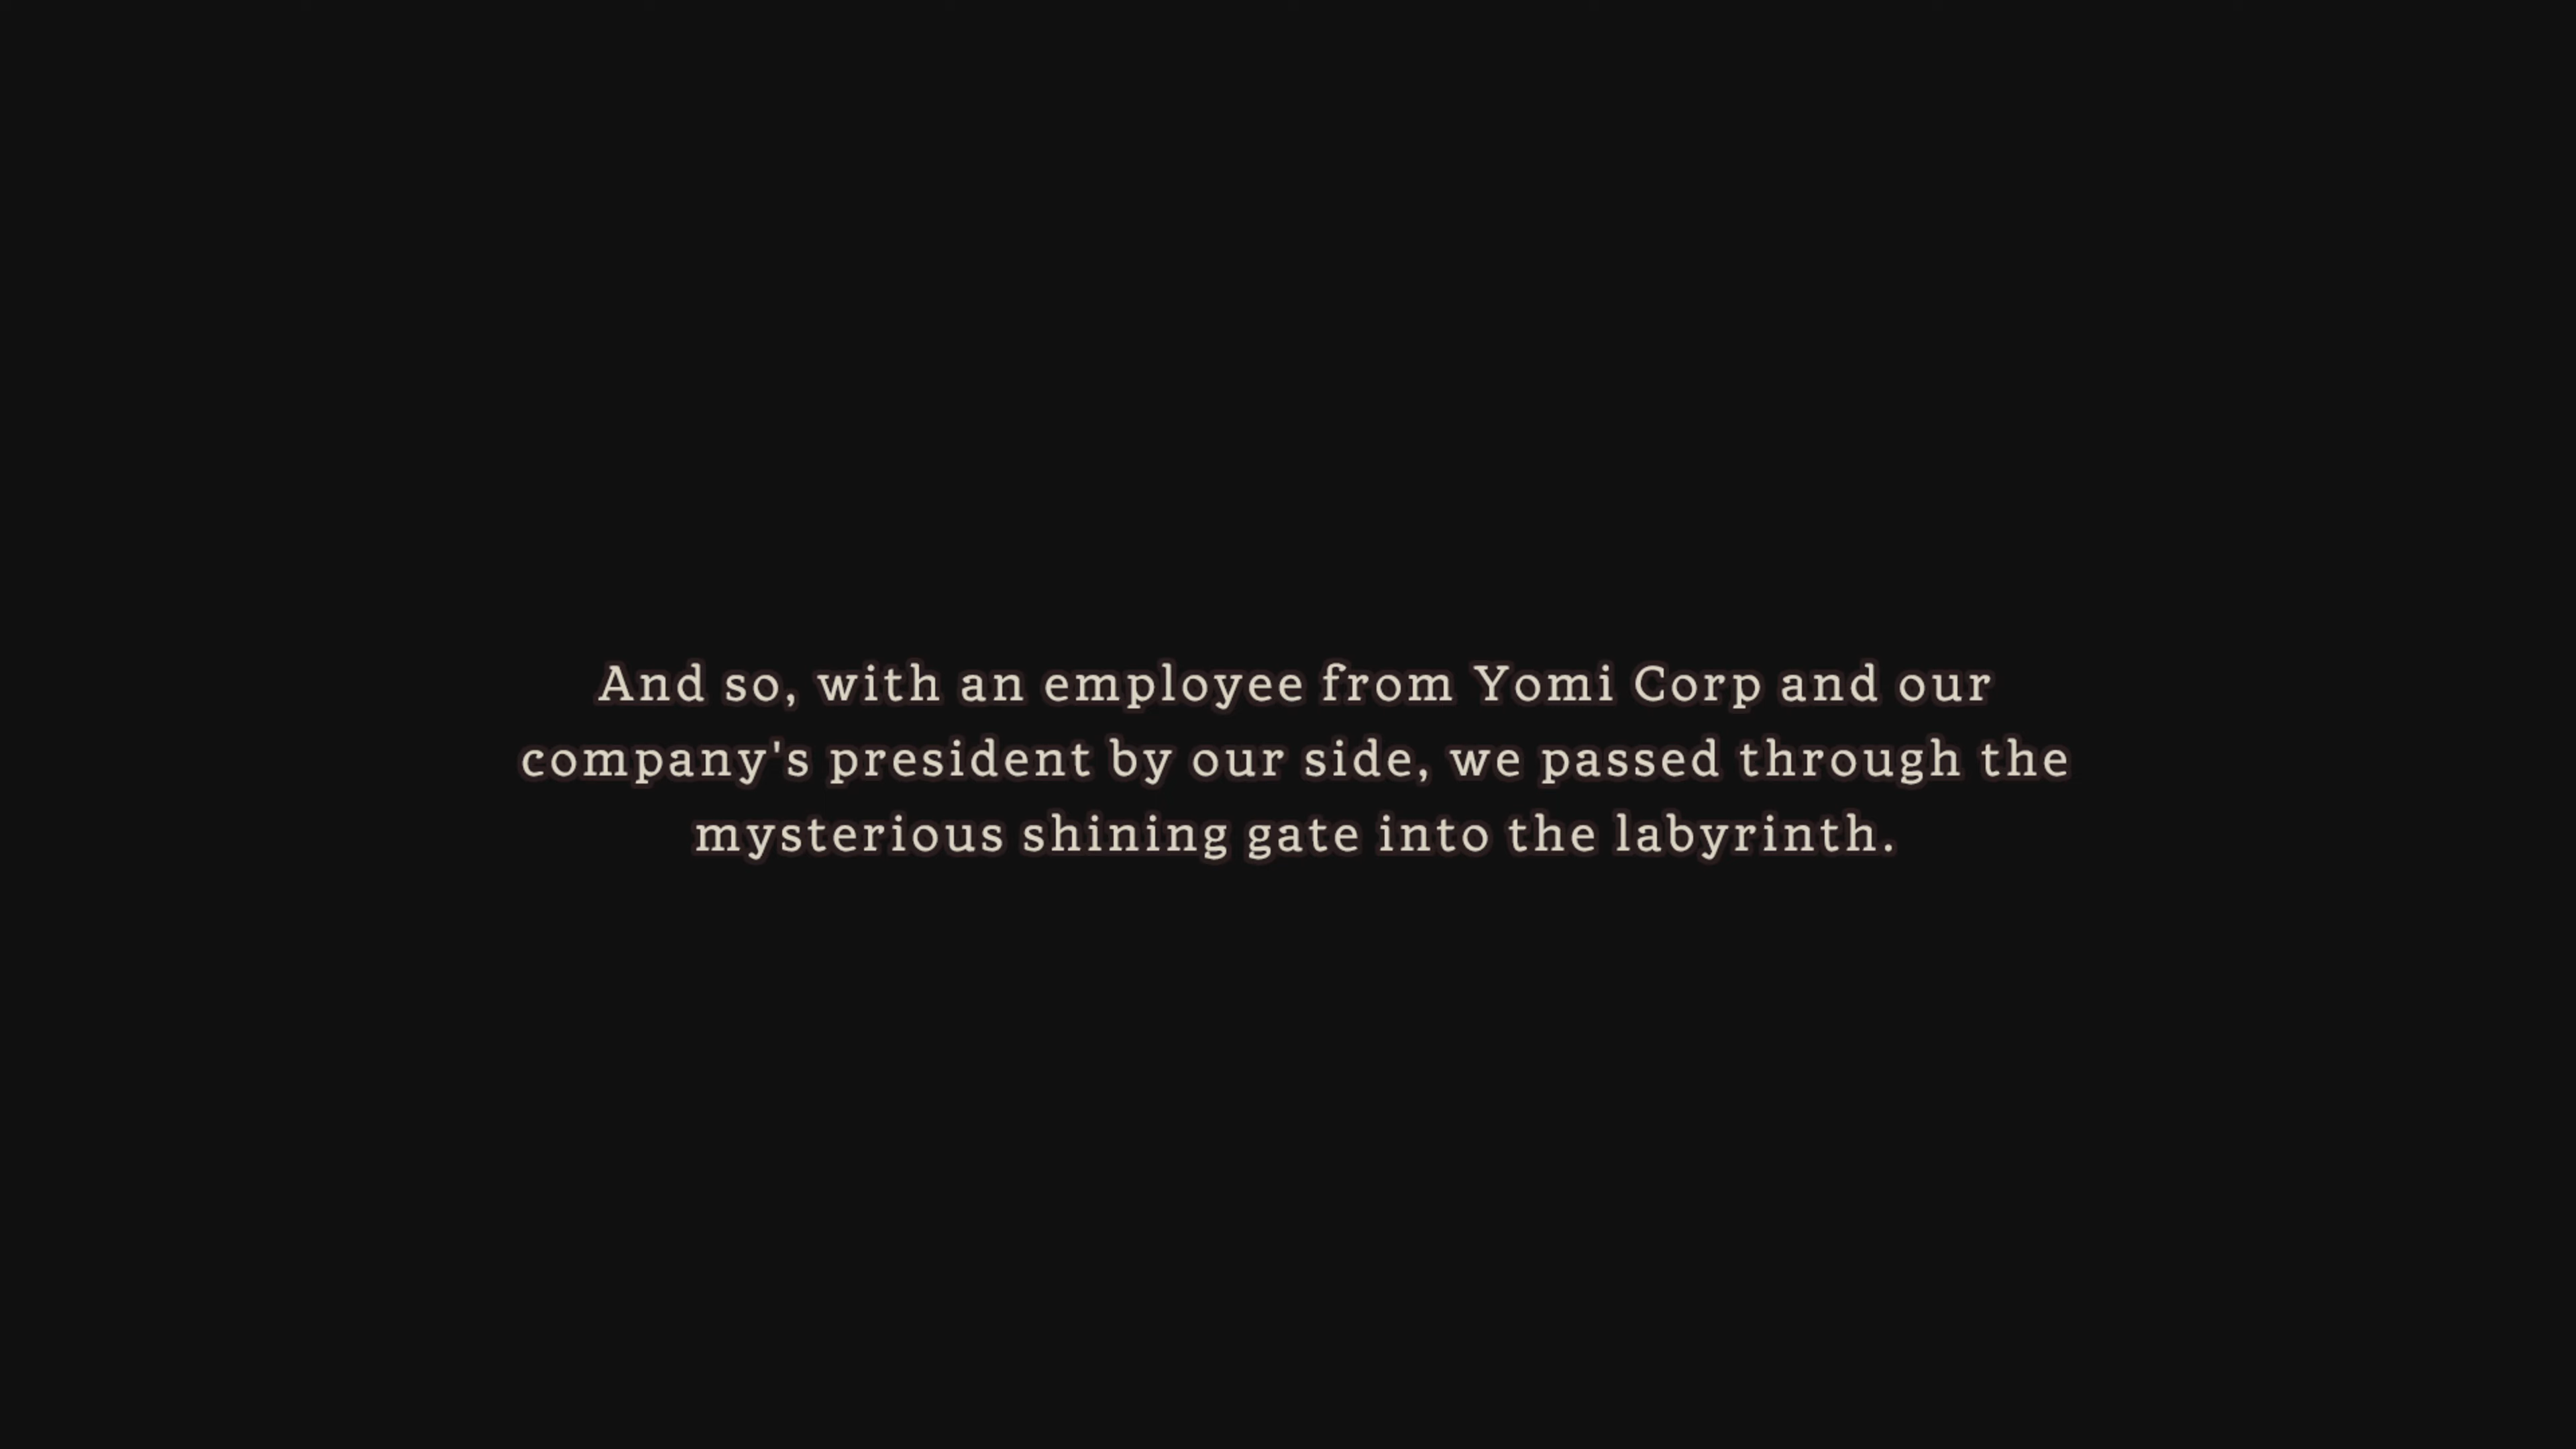 And so, with an employee from Yomi Corp and our
company's president by our side, we passed through the
mysterious shining gate into the labyrinth.